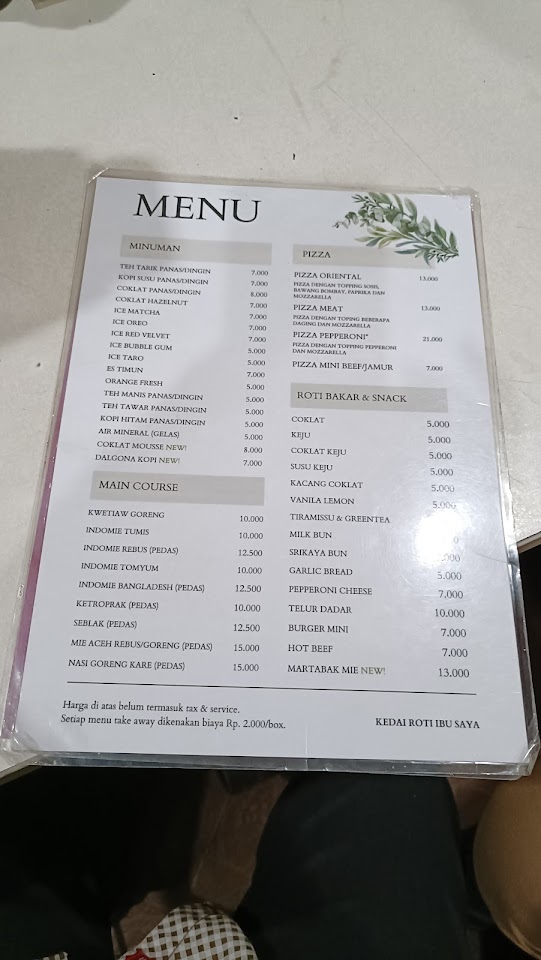 MENU
MINUMAN
TEH TARIK PANAS/DINGIN 7.000
KOPI SUSU PANAS/DINGIN 7.000
COKLAT PANAS/DINGIN 8.000
COKLAT HAZELNUT 7.000
ICE MATCHA 7.000
ICE OREO 7.000
ICE RED VELVET 7.000
ICE BUBBLE GUM 5.000
ICE TARO 5.000
ES TIMUN 7.000
ORANGE FRESH 5.000
TEH MANIS PANAS/DINGIN 5.000
TEH TAWAR PANAS/DINGIN 5.000
KOPI HITAM PANAS/DINGIN 5.000
AIR MINERAL (GELAS) 5.000
COKLAT MOUSSE NEW! 8.000
DALGONA KOPI NEW! 7.000
MAIN COURSE
KWETIAW GORENG 10.000
INDOMIE TUMIS 10.000
INDOMIE REBUS (PEDAS) 12.500
INDOMIE TOMYUM 10.000
INDOMIE BANGLADESH (PEDAS) 12.500
KETROPRAK (PEDAS) 10.000
SEBLAK (PEDAS) 12.500
MIE ACEH REBUS/GORENG (PEDAS) 15.000
NASI GORENG KARE (PEDAS) 15.000
PIZZA
PIZZA ORIENTAL 13.000
PIZZA DENGAN TOPPING SOSIS,
BAWANG BOMBAY, PAPRIKA DAN
MOZZARELLA
PIZZA MEAT 13.000
PIZZA DENGAN TOPING BEBERAPA
DAGING DAN MOZZARELLA
PIZZA PEPPERONI* 21.000
PIZZA DENGAN TOPPING PEPPERONI
DAN MOZZARELLA
PIZZA MINI BEEF/JAMUR 7.000
ROTI BAKAR & SNACK
COKLAT 5.000
KEJU 5.000
COKLAT KEJU 5.000
SUSU KEJU 5.000
KACANG COKLAT 5.000
VANILA LEMON 5.000
TIRAMISSU & GREENTEA
MILK BUN
SRIKAYA BUN
GARLIC BREAD 5.000
PEPPERONI CHEESE 7.000
TELUR DADAR 10.000
BURGER MINI 7.000
HOT BEEF 7.000
MARTABAK MIE NEW! 13.000
Harga di atas belum termasuk tax & service.
Setiap menu take away dikenakan biaya Rp. 2.000/box.
KEDAI ROTI IBU SAYA